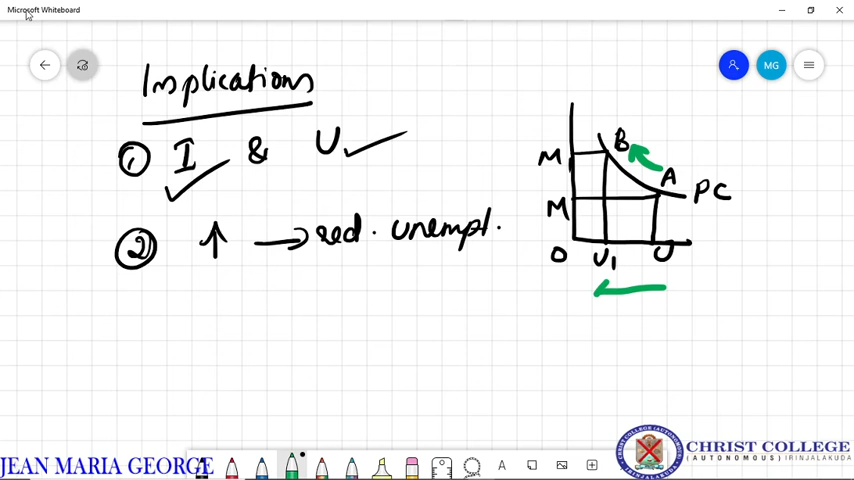 Microsoft Whiteboard
MG
Implications
① I & U
② ↑ → red. unempl.
B
M
A
PC
M
O U₁ U
A
JEAN MARIA GEORGE
CHRIST COLLEGE
(AUTONOMOUS) IRINJALAKUDA